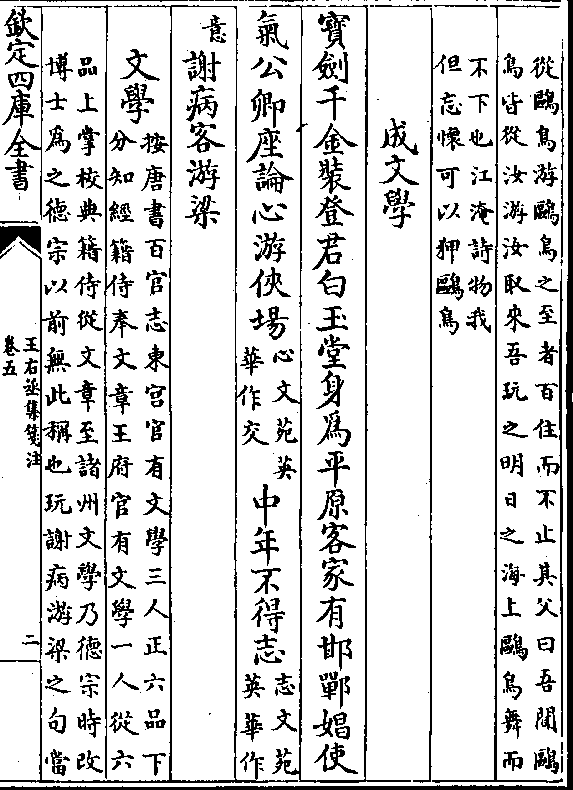 從鷗鳥游鷗鳥之至者百住而不止其父曰吾聞鷗
鳥皆從汝游汝取來吾玩之明日之海上鷗鳥舞而
不下也江淹詩物我
但忘懷可以狎鷗鳥
成文學
寶劍千金裝登君白玉堂身為平原客家有邯鄲娼使
氣公卿座論心游俠場
心文苑英
華作交
中年不得志
志文苑
英華作
意
謝病客游梁
文學
按唐書百官志東宫官有文學三人正六品下
分知經籍侍奉文章王府官有文學一人從六
品上掌校典籍侍從文章至諸州文學乃德宗時改
博士為之德宗以前無此稱也玩謝病游梁之句當
欽定四庫全書
王右丞集箋注
卷五
二